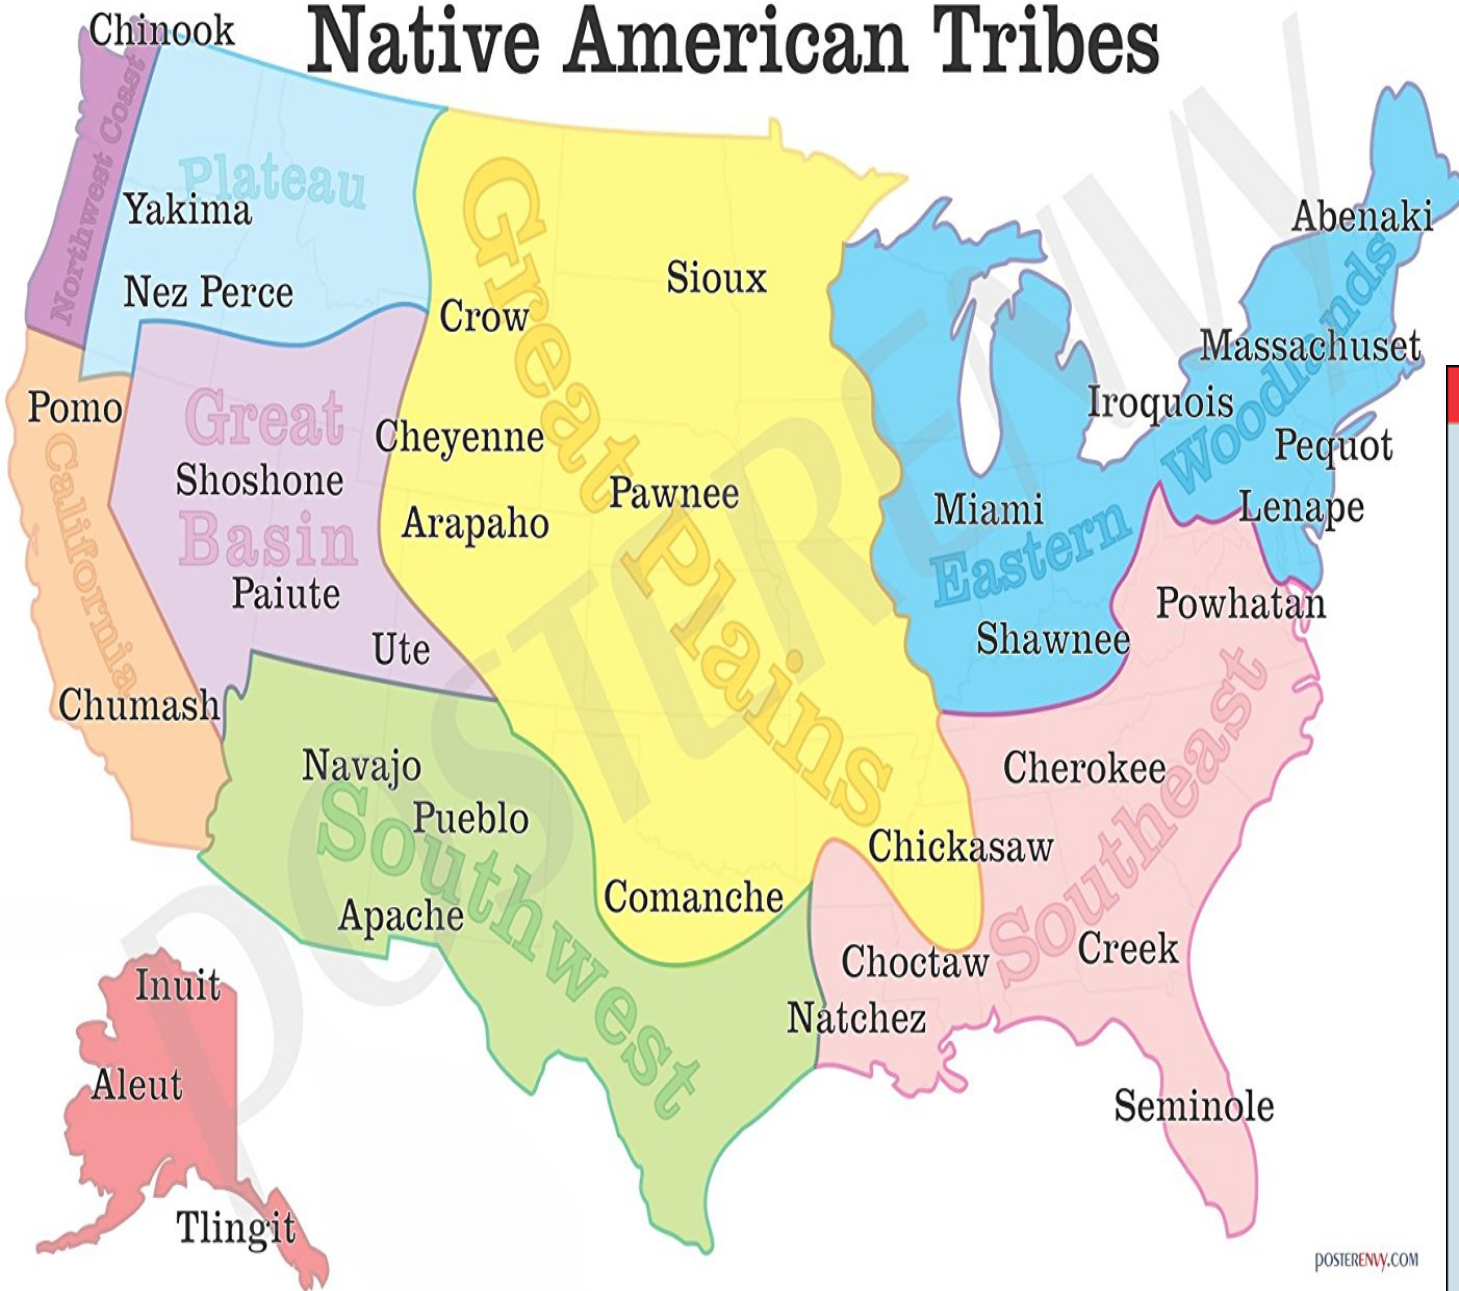 Native American Tribes
Chinook
Northwest Coast
Plateau
Yakima
Nez Perce
Great Plains
Sioux
Crow
Cheyenne
Pawnee
Arapaho
Comanche
Pomo
California
Chumash
Great
Basin
Shoshone
Paiute
Ute
Southwest
Navajo
Pueblo
Apache
Eastern Woodlands
Abenaki
Massachuset
Iroquois
Pequot
Lenape
Miami
Shawnee
Southeast
Powhatan
Cherokee
Chickasaw
Choctaw
Creek
Natchez
Seminole
Inuit
Aleut
Tlingit
POSTERENVY
POSTERENVY.COM